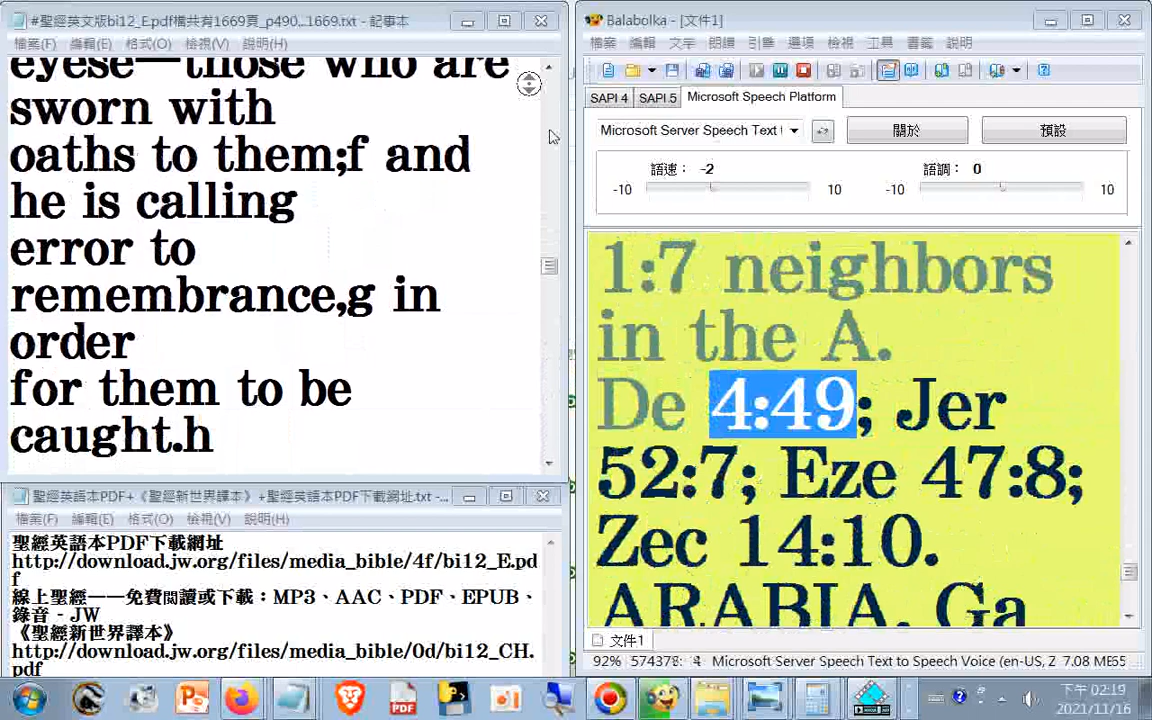 #聖經英文版bi12_E.pdf檔共有1669頁_p490,..1669.txt - 記事本
檔案(F) 編輯(E) 格式(O) 檢視(V) 說明(H)
eyese—those who are
sworn with
oaths to them;f and
he is calling
error to
remembrance,g in
order
for them to be
caught.h
聖經英語本PDF+《聖經新世界譯本》+聖經英語本PDF下載網址.txt - ...
檔案(F) 編輯(E) 格式(O) 檢視(V) 說明(H)
聖經英語本PDF下載網址
http://download.jw.org/files/media_bible/4f/bi12_E.pd
f
線上聖經──免費閱讀或下載：MP3、AAC、PDF、EPUB、
錄音 - JW
《聖經新世界譯本》
http://download.jw.org/files/media_bible/0d/bi12_CH.
pdf
Balabolka - [文件1]
檔案 編輯 文字 朗讀 引擎 選項 檢視 工具 書籤 說明
SAPI 4 SAPI 5 Microsoft Speech Platform
Microsoft Server Speech Text
關於 預設
語速： -2 語調： 0
-10 10 -10 10
1:7 neighbors
in the A.
De 4:49; Jer
52:7; Eze 47:8;
Zec 14:10.
ARABIA, Ga
文件1
92% 574378: 4 Microsoft Server Speech Text to Speech Voice (en-US, Z 7.08 ME55
PDF
下午 02:19
2021/11/16